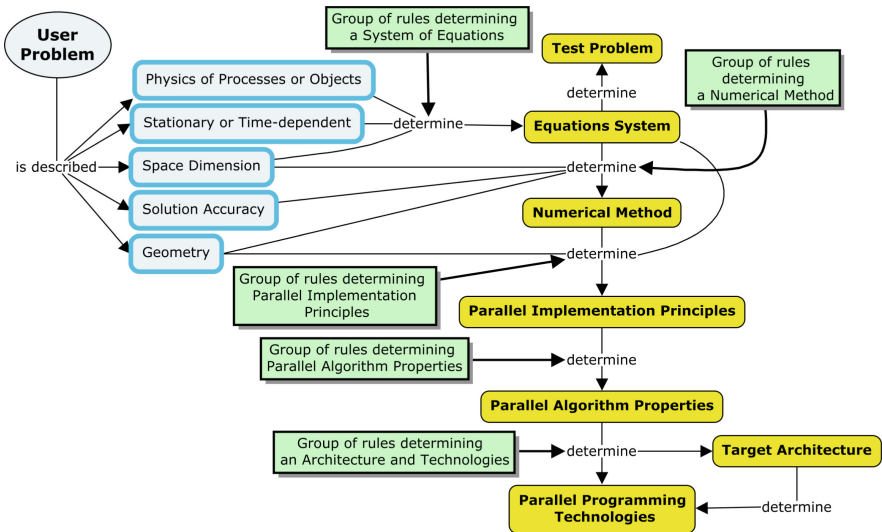 User
Problem
Group of rules determining
a System of Equations
Test Problem
Group of rules
determining
a Numerical Method
Physics of Processes or Objects
determine
Stationary or Time-dependent
determine
Equations System
is described
Space Dimension
determine
Solution Accuracy
Numerical Method
Geometry
determine
Group of rules determining
Parallel Implementation
Principles
Parallel Implementation Principles
Group of rules determining
Parallel Algorithm Properties
determine
Parallel Algorithm Properties
Group of rules determining
an Architecture and Technologies
determine
Target Architecture
Parallel Programming
Technologies
determine